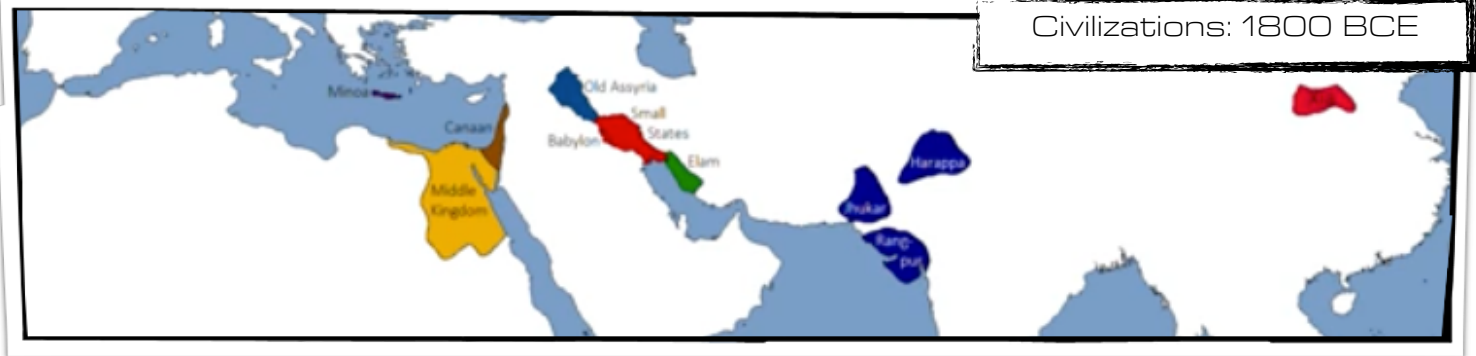 Civilizations: 1800 BCE
Minoa
Old Assyria
Canaan
Small
States
Babylon
Elam
Harappa
Middle
Kingdom
Jhukar
Rang-
pur